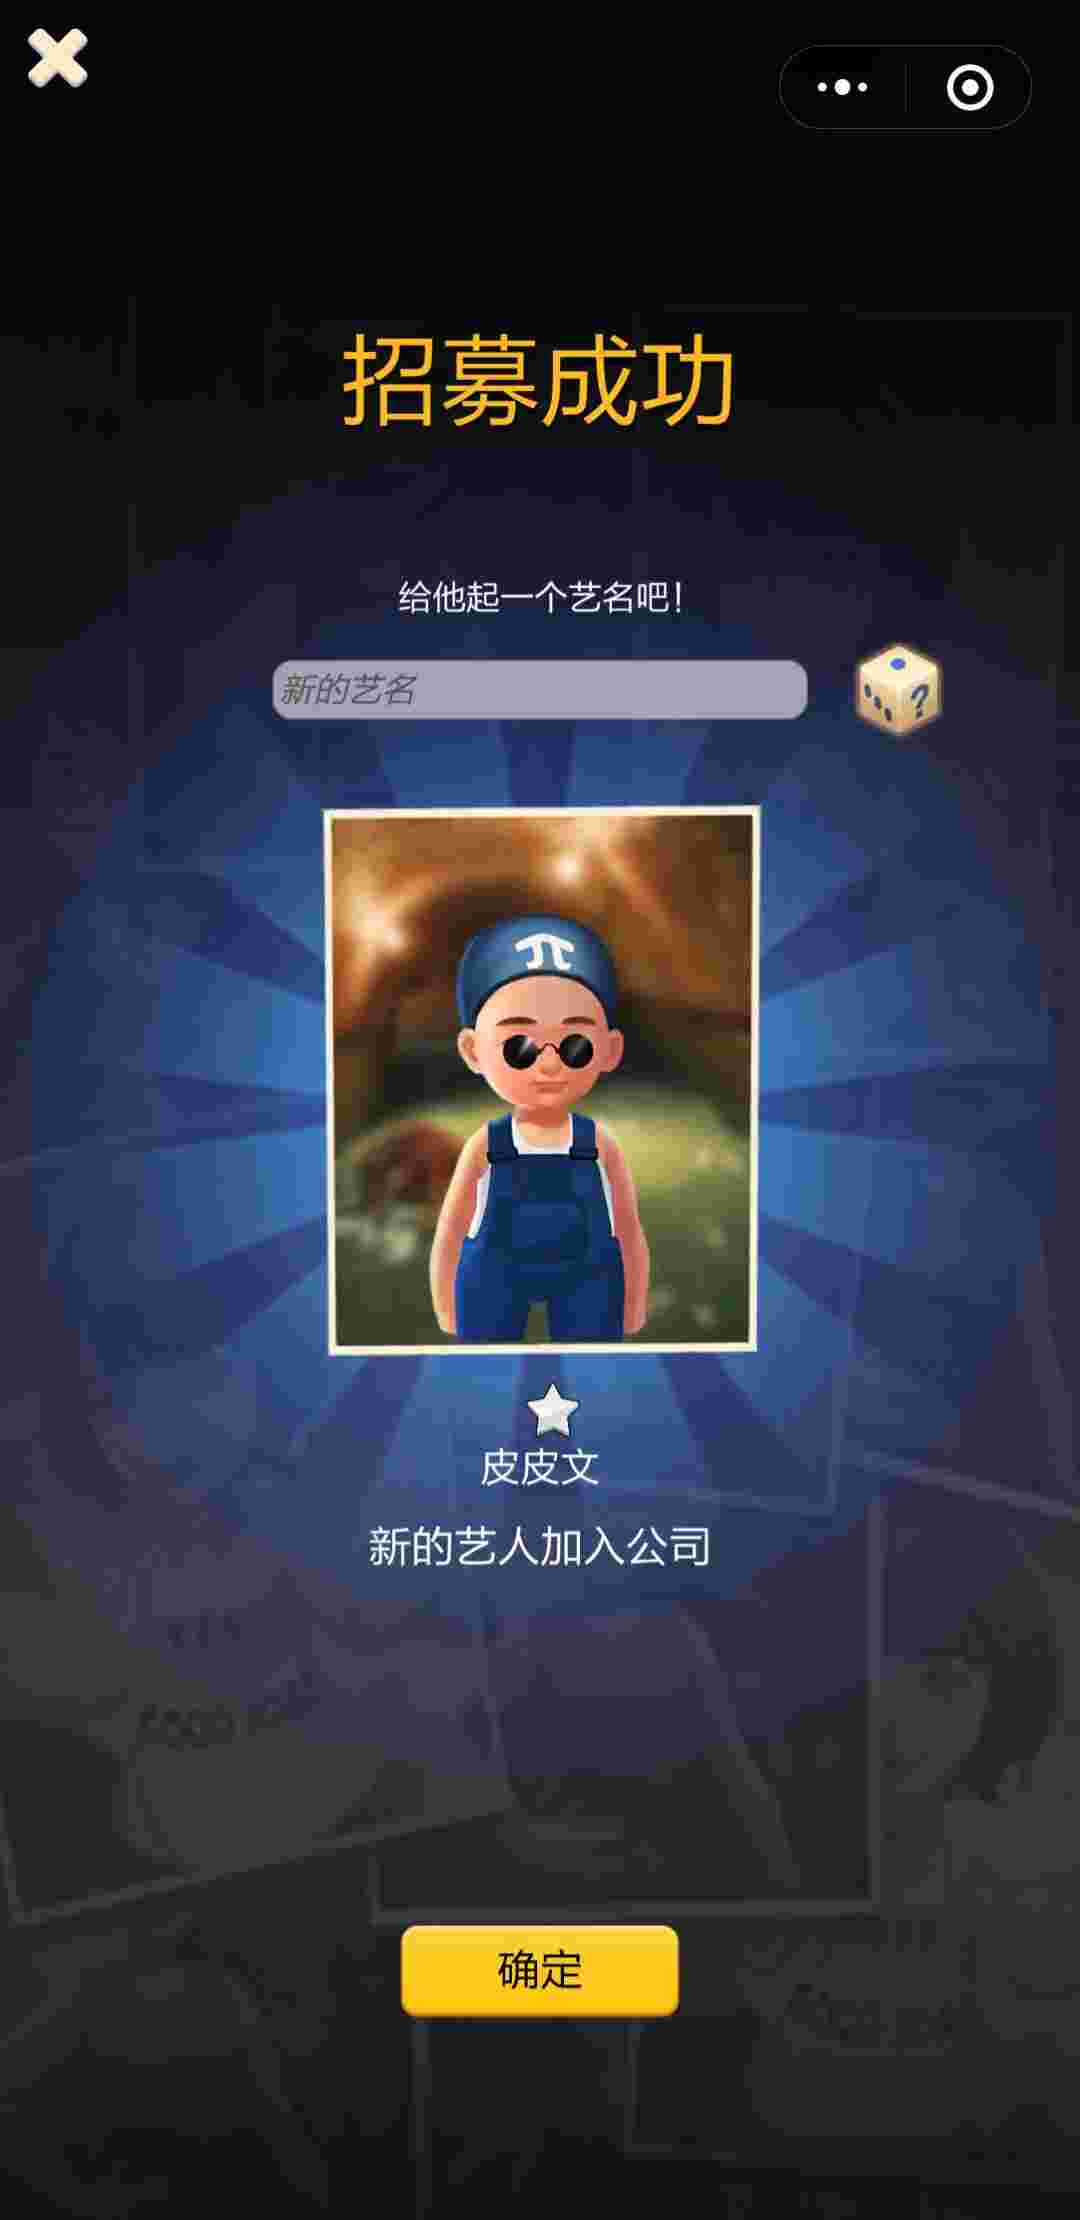 招募成功
给他起一个艺名吧!
新的艺名
?
π
皮皮文
新的艺人加入公司
确定